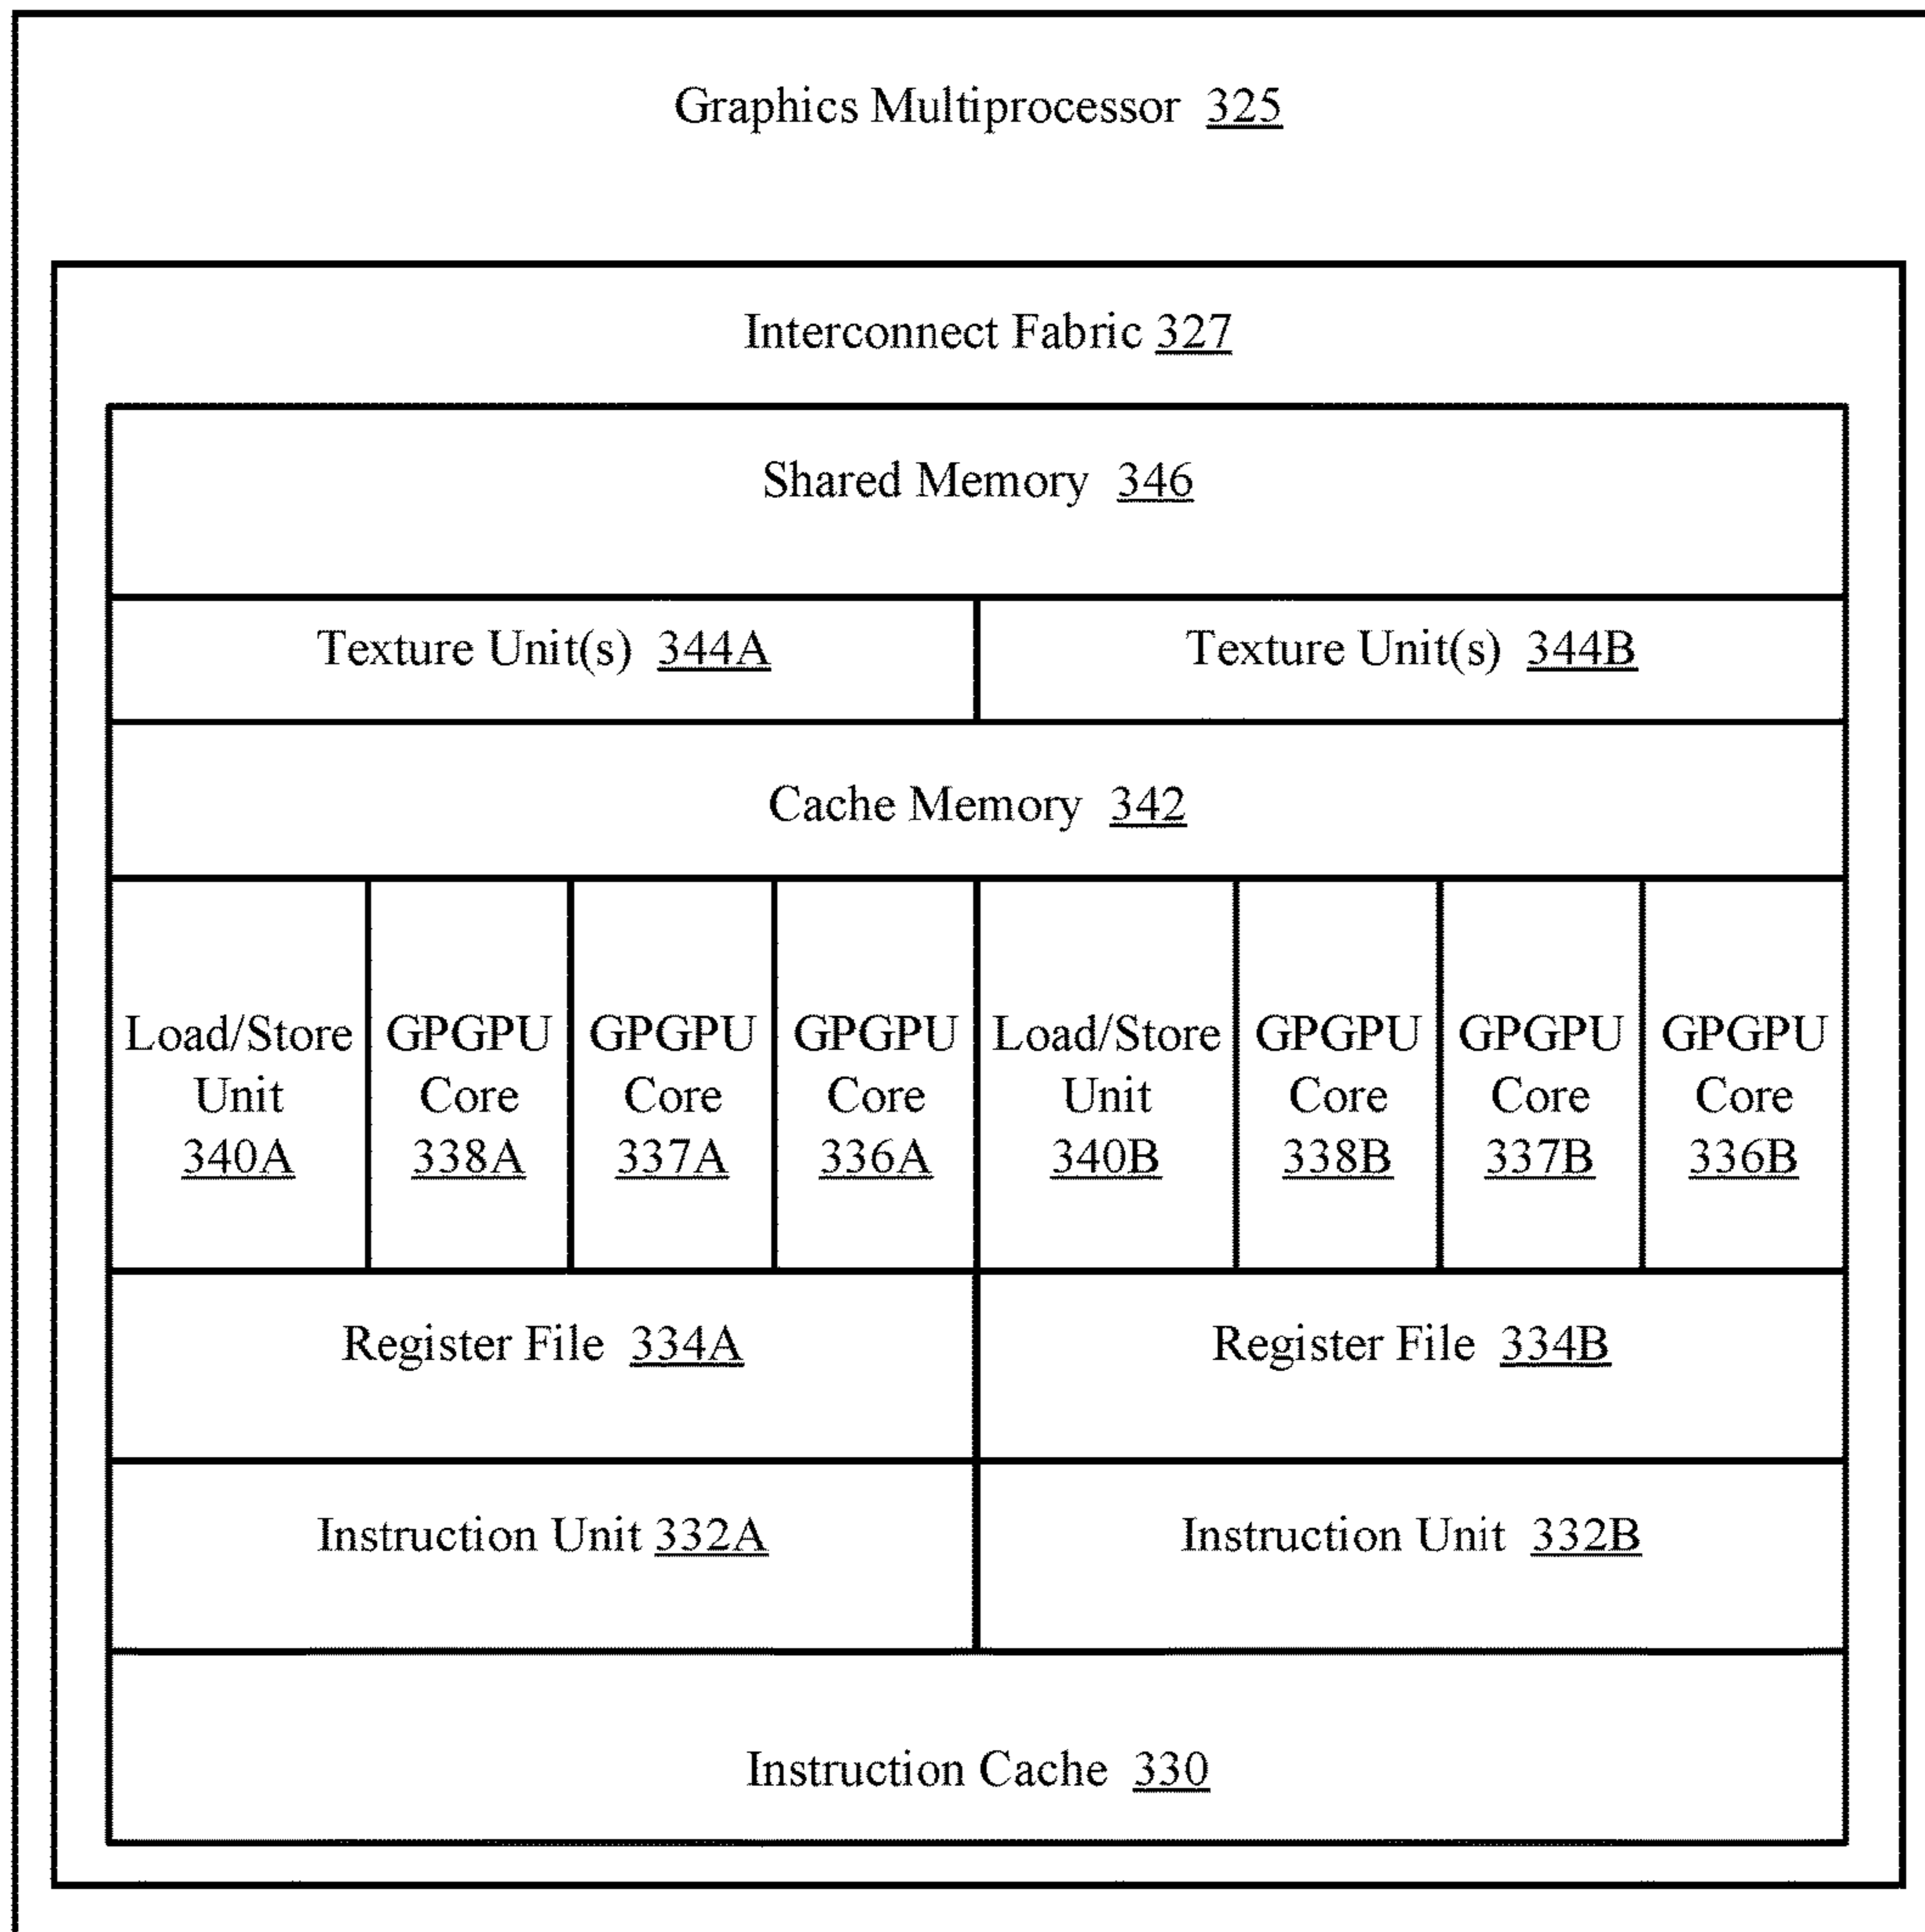 Graphics Multiprocessor 325
Interconnect Fabric 327
Shared Memory 346
Texture Unit(s) 344A
Texture Unit(s) 344B
Cache Memory 342
Load/Store
Unit
340A
GPGPU
Core
338A
GPGPU
Core
337A
GPGPU
Core
336A
Load/Store
Unit
340B
GPGPU
Core
338B
GPGPU
Core
337B
GPGPU
Core
336B
Register File 334A
Register File 334B
Instruction Unit 332A
Instruction Unit 332B
Instruction Cache 330